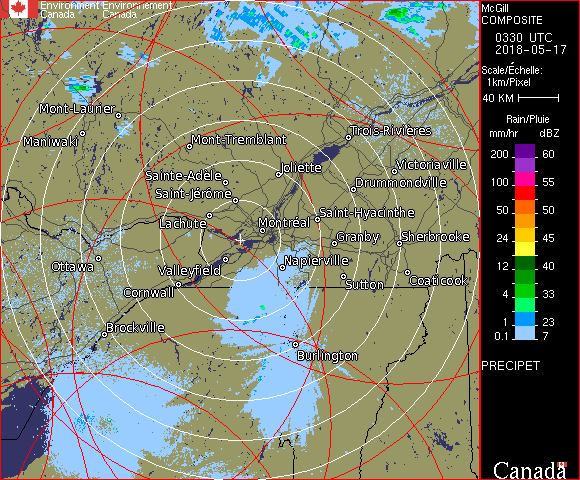 Environment Environnement
Canada Canada
McGill
COMPOSITE
0330 UTC
2018-05-17
Scale/Échelle:
1km/Pixel
40 KM
Rain/Pluie
mm/hr dBZ
200 60
100 55
50 50
24 45
12 40
4 33
1 23
0.1 7
PRECIPET
Canada
Mont-Laurier
Maniwaki
Mont-Tremblant
Trois-Rivières
Joliette
Victoriaville
Sainte-Adèle
Drummondville
Saint-Jérôme
Saint-Hyacinthe
Lachute
Montréal
Granby
Sherbrooke
Ottawa
Valleyfield
Napierville
Cornwall
Sutton
Coaticook
Brockville
Burlington